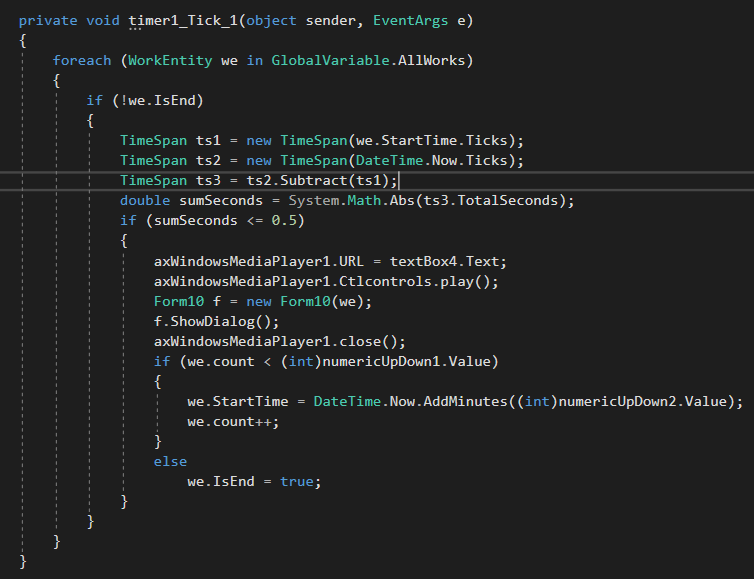 private void timer1_Tick_1(object sender, EventArgs e)
{
foreach (WorkEntity we in GlobalVariable.AllWorks)
{
if (!we.IsEnd)
{
TimeSpan ts1 = new TimeSpan(we.StartTime.Ticks);
TimeSpan ts2 = new TimeSpan(DateTime.Now.Ticks);
TimeSpan ts3 = ts2.Subtract(ts1);
double sumSeconds = System.Math.Abs(ts3.TotalSeconds);
if (sumSeconds <= 0.5)
{
axWindowsMediaPlayer1.URL = textBox4.Text;
axWindowsMediaPlayer1.Ctlcontrols.play();
Form10 f = new Form10(we);
f.ShowDialog();
axWindowsMediaPlayer1.close();
if (we.count < (int)numericUpDown1.Value)
{
we.StartTime = DateTime.Now.AddMinutes((int)numericUpDown2.Value);
we.count++;
}
else
we.IsEnd = true;
}
}
}
}